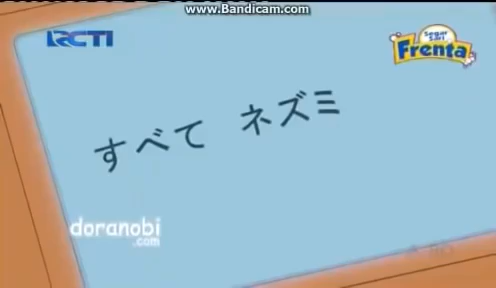 www.Bandicam.com
RCTI
Segar Sari
Frenta
すべて ネズミ
doranobi
.com